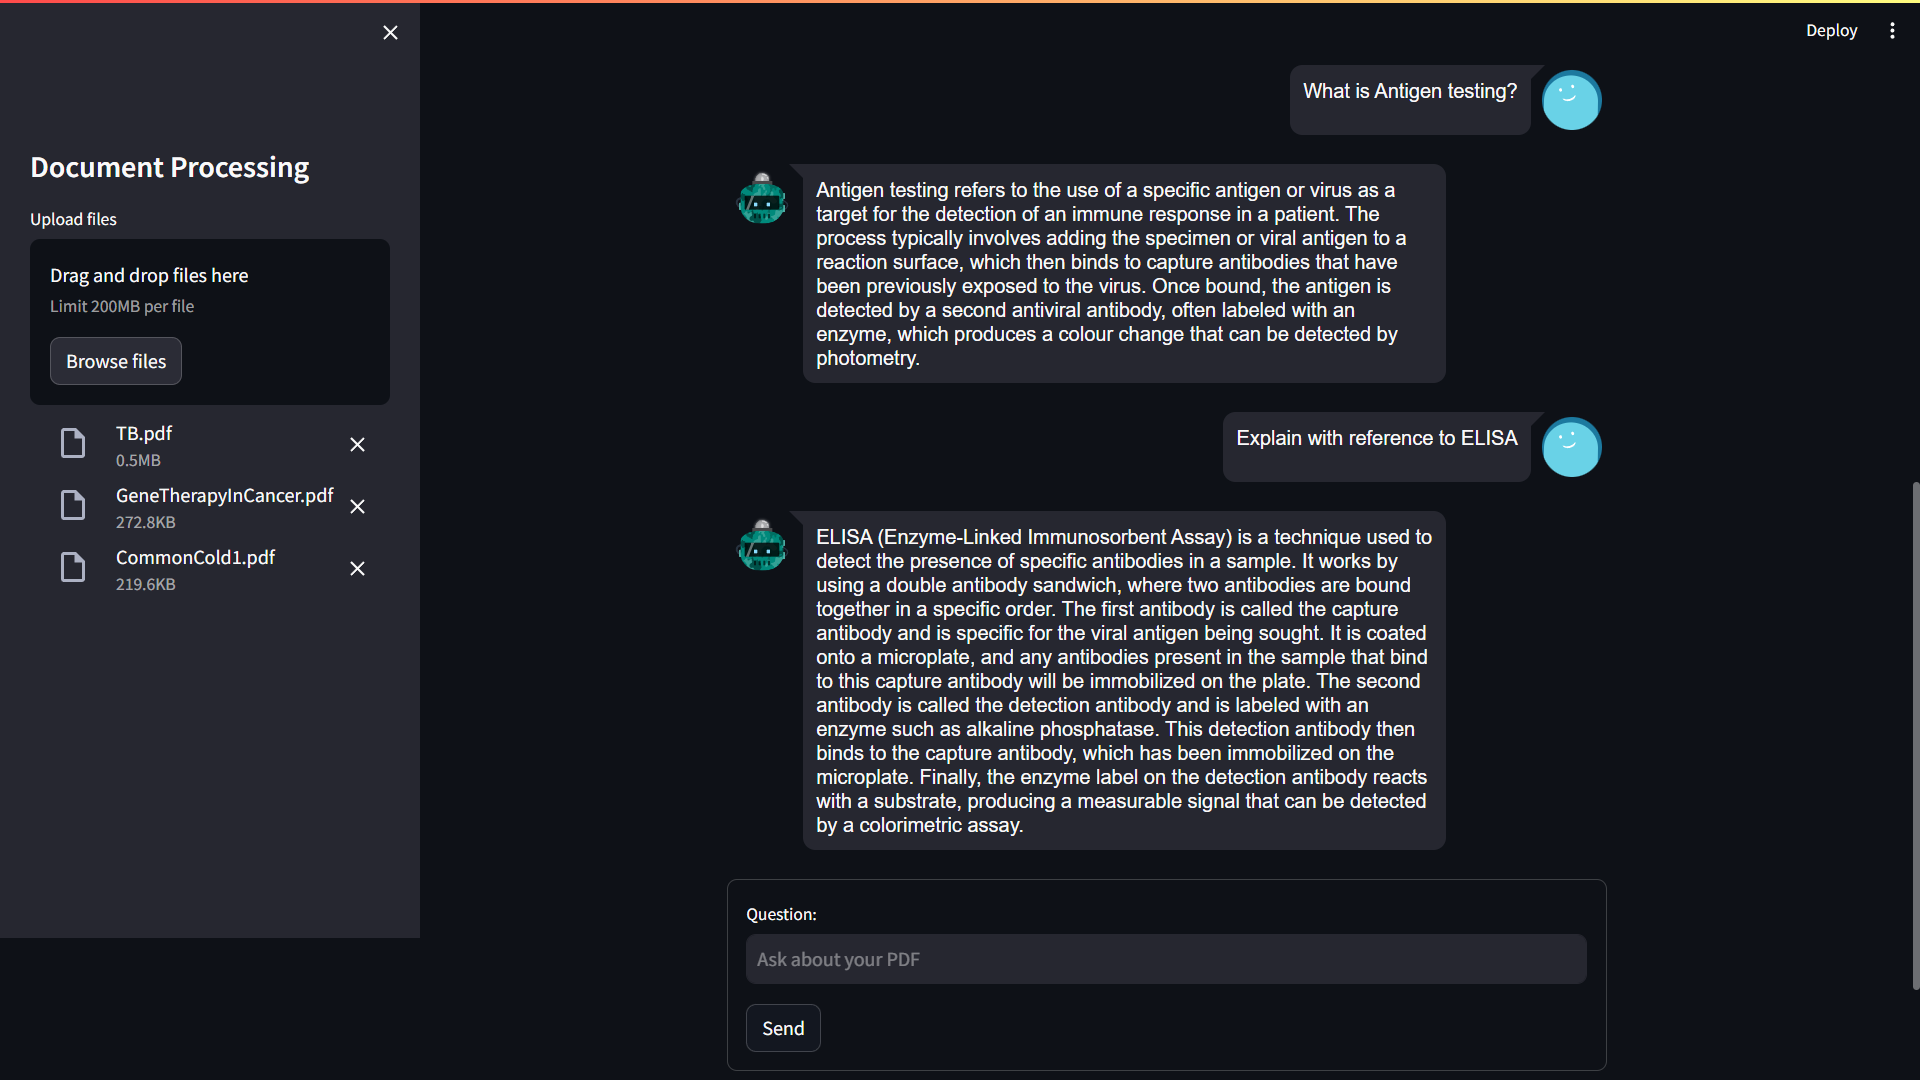 Deploy
Document Processing
Upload files
Drag and drop files here
Limit 200MB per file
Browse files
TB.pdf
0.5MB
GeneTherapyInCancer.pdf
272.8KB
CommonCold1.pdf
219.6KB
What is Antigen testing?
Antigen testing refers to the use of a specific antigen or virus as a
target for the detection of an immune response in a patient. The
process typically involves adding the specimen or viral antigen to a
reaction surface, which then binds to capture antibodies that have
been previously exposed to the virus. Once bound, the antigen is
detected by a second antiviral antibody, often labeled with an
enzyme, which produces a colour change that can be detected by
photometry.
Explain with reference to ELISA
ELISA (Enzyme-Linked Immunosorbent Assay) is a technique used to
detect the presence of specific antibodies in a sample. It works by
using a double antibody sandwich, where two antibodies are bound
together in a specific order. The first antibody is called the capture
antibody and is specific for the viral antigen being sought. It is coated
onto a microplate, and any antibodies present in the sample that bind
to this capture antibody will be immobilized on the plate. The second
antibody is called the detection antibody and is labeled with an
enzyme such as alkaline phosphatase. This detection antibody then
binds to the capture antibody, which has been immobilized on the
microplate. Finally, the enzyme label on the detection antibody reacts
with a substrate, producing a measurable signal that can be detected
by a colorimetric assay.
Question:
Ask about your PDF
Send